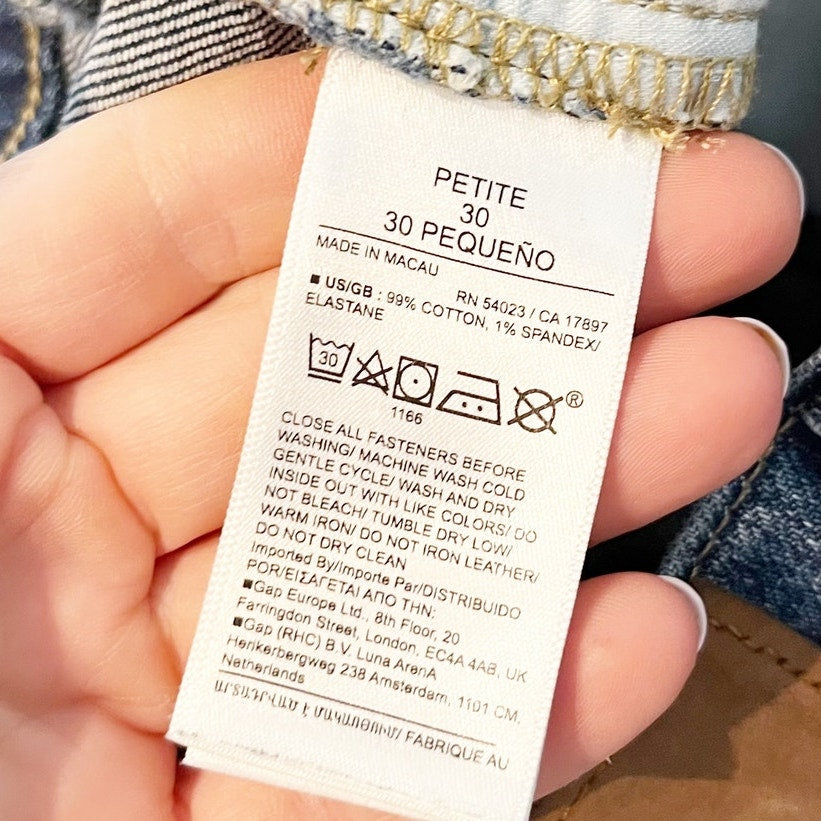 PETITE
30
30 PEQUEÑO
MADE IN MACAU
RN 54023 / CA 17897
■ US/GB : 99% COTTON, 1% SPANDEX/
ELASTANE
30
®
1166
CLOSE ALL FASTENERS BEFORE
WASHING/ MACHINE WASH COLD
GENTLE CYCLE/ WASH AND DRY
INSIDE OUT WITH LIKE COLORS/ DO
NOT BLEACH/ TUMBLE DRY LOW/
WARM IRON/ DO NOT IRON LEATHER/
DO NOT DRY CLEAN
Imported By/Importe Par/DISTRIBUIDO
POR/ΕΙΣΑΓΕΤΑΙ ΑΠΟ ΤΗΝ:
■Gap Europe Ltd., 8th Floor, 20
Farringdon Street, London, EC4A 4AB, UK
■Gap (RHC) B.V. Luna ArenA
Herikerbergweg 238 Amsterdam, 1101 CM,
Netherlands
ԱՐՏԱԴՐՎԱԾ Է ՄԱԿԱՈՅՈՒՄ/ FABRIQUÉ AU